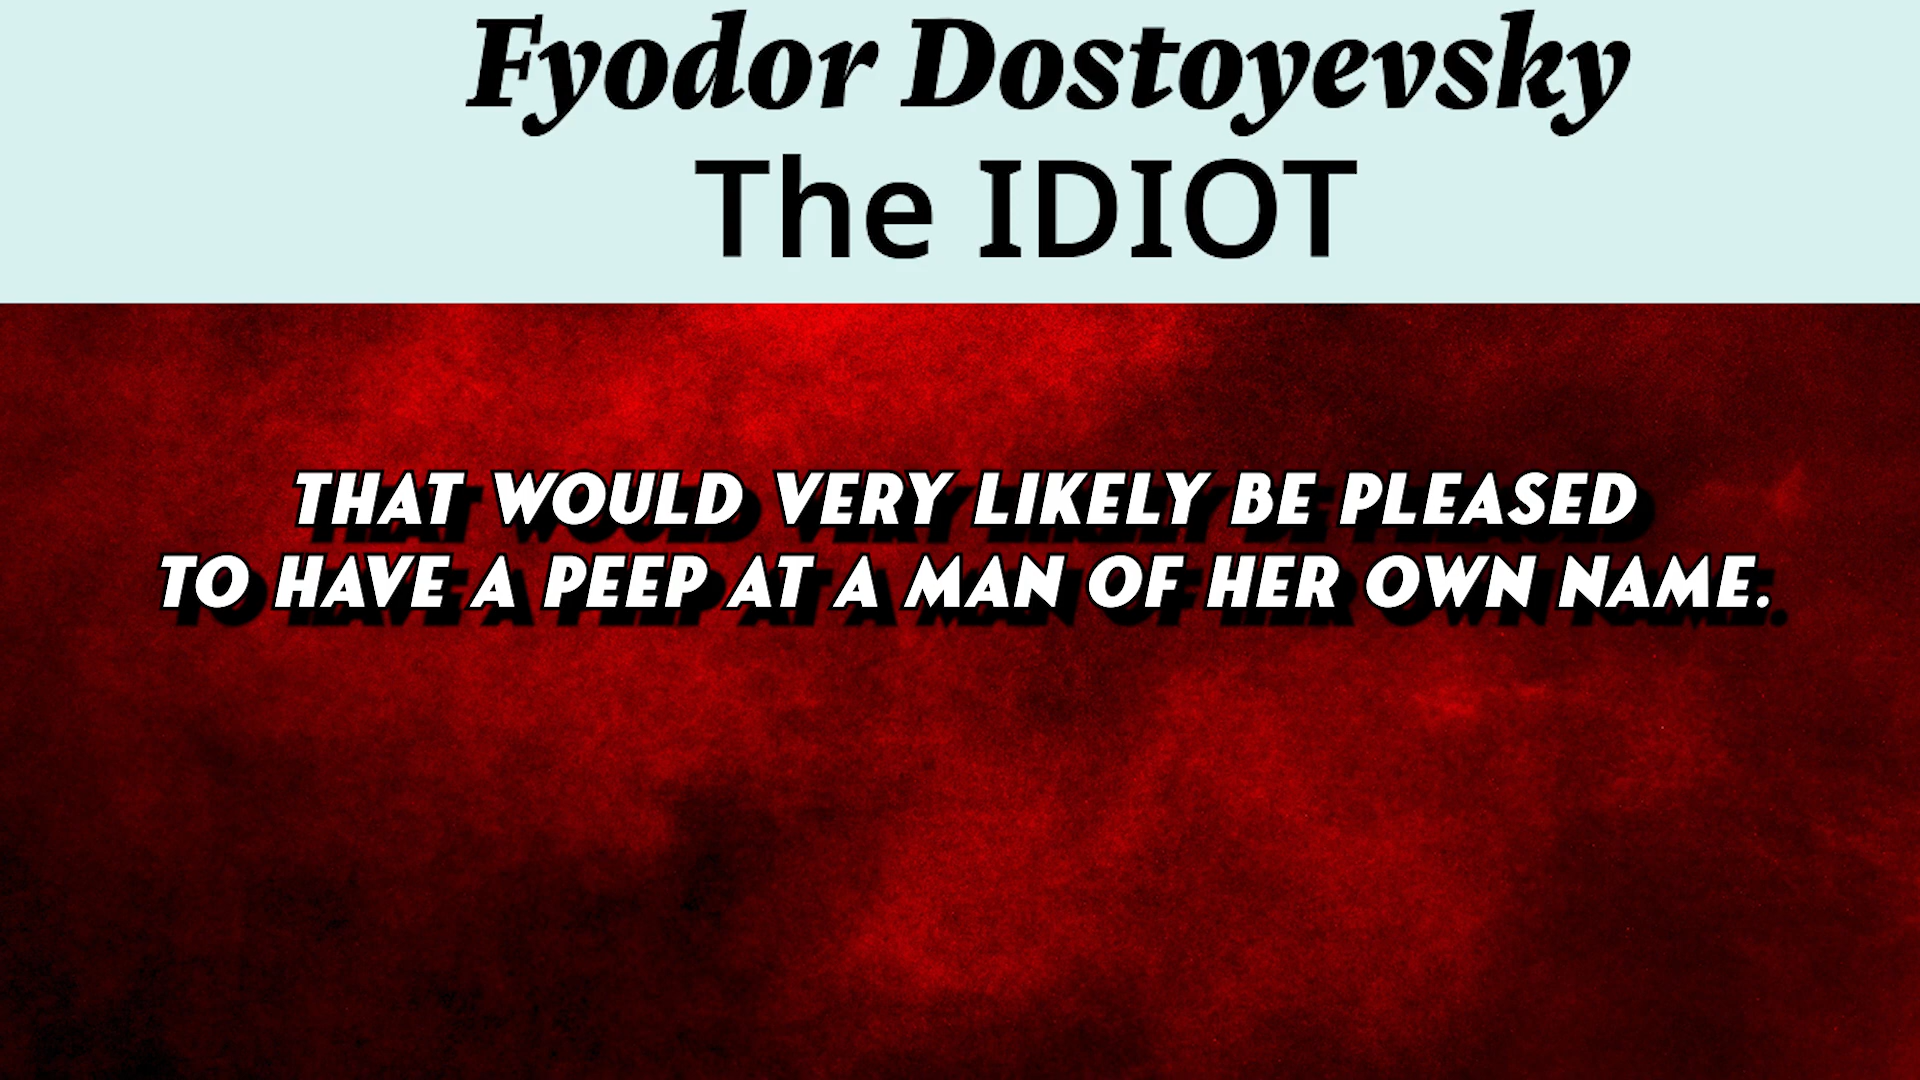 Fyodor Dostoyevsky
The IDIOT
THAT WOULD VERY LIKELY BE PLEASED
TO HAVE A PEEP AT A MAN OF HER OWN NAME.